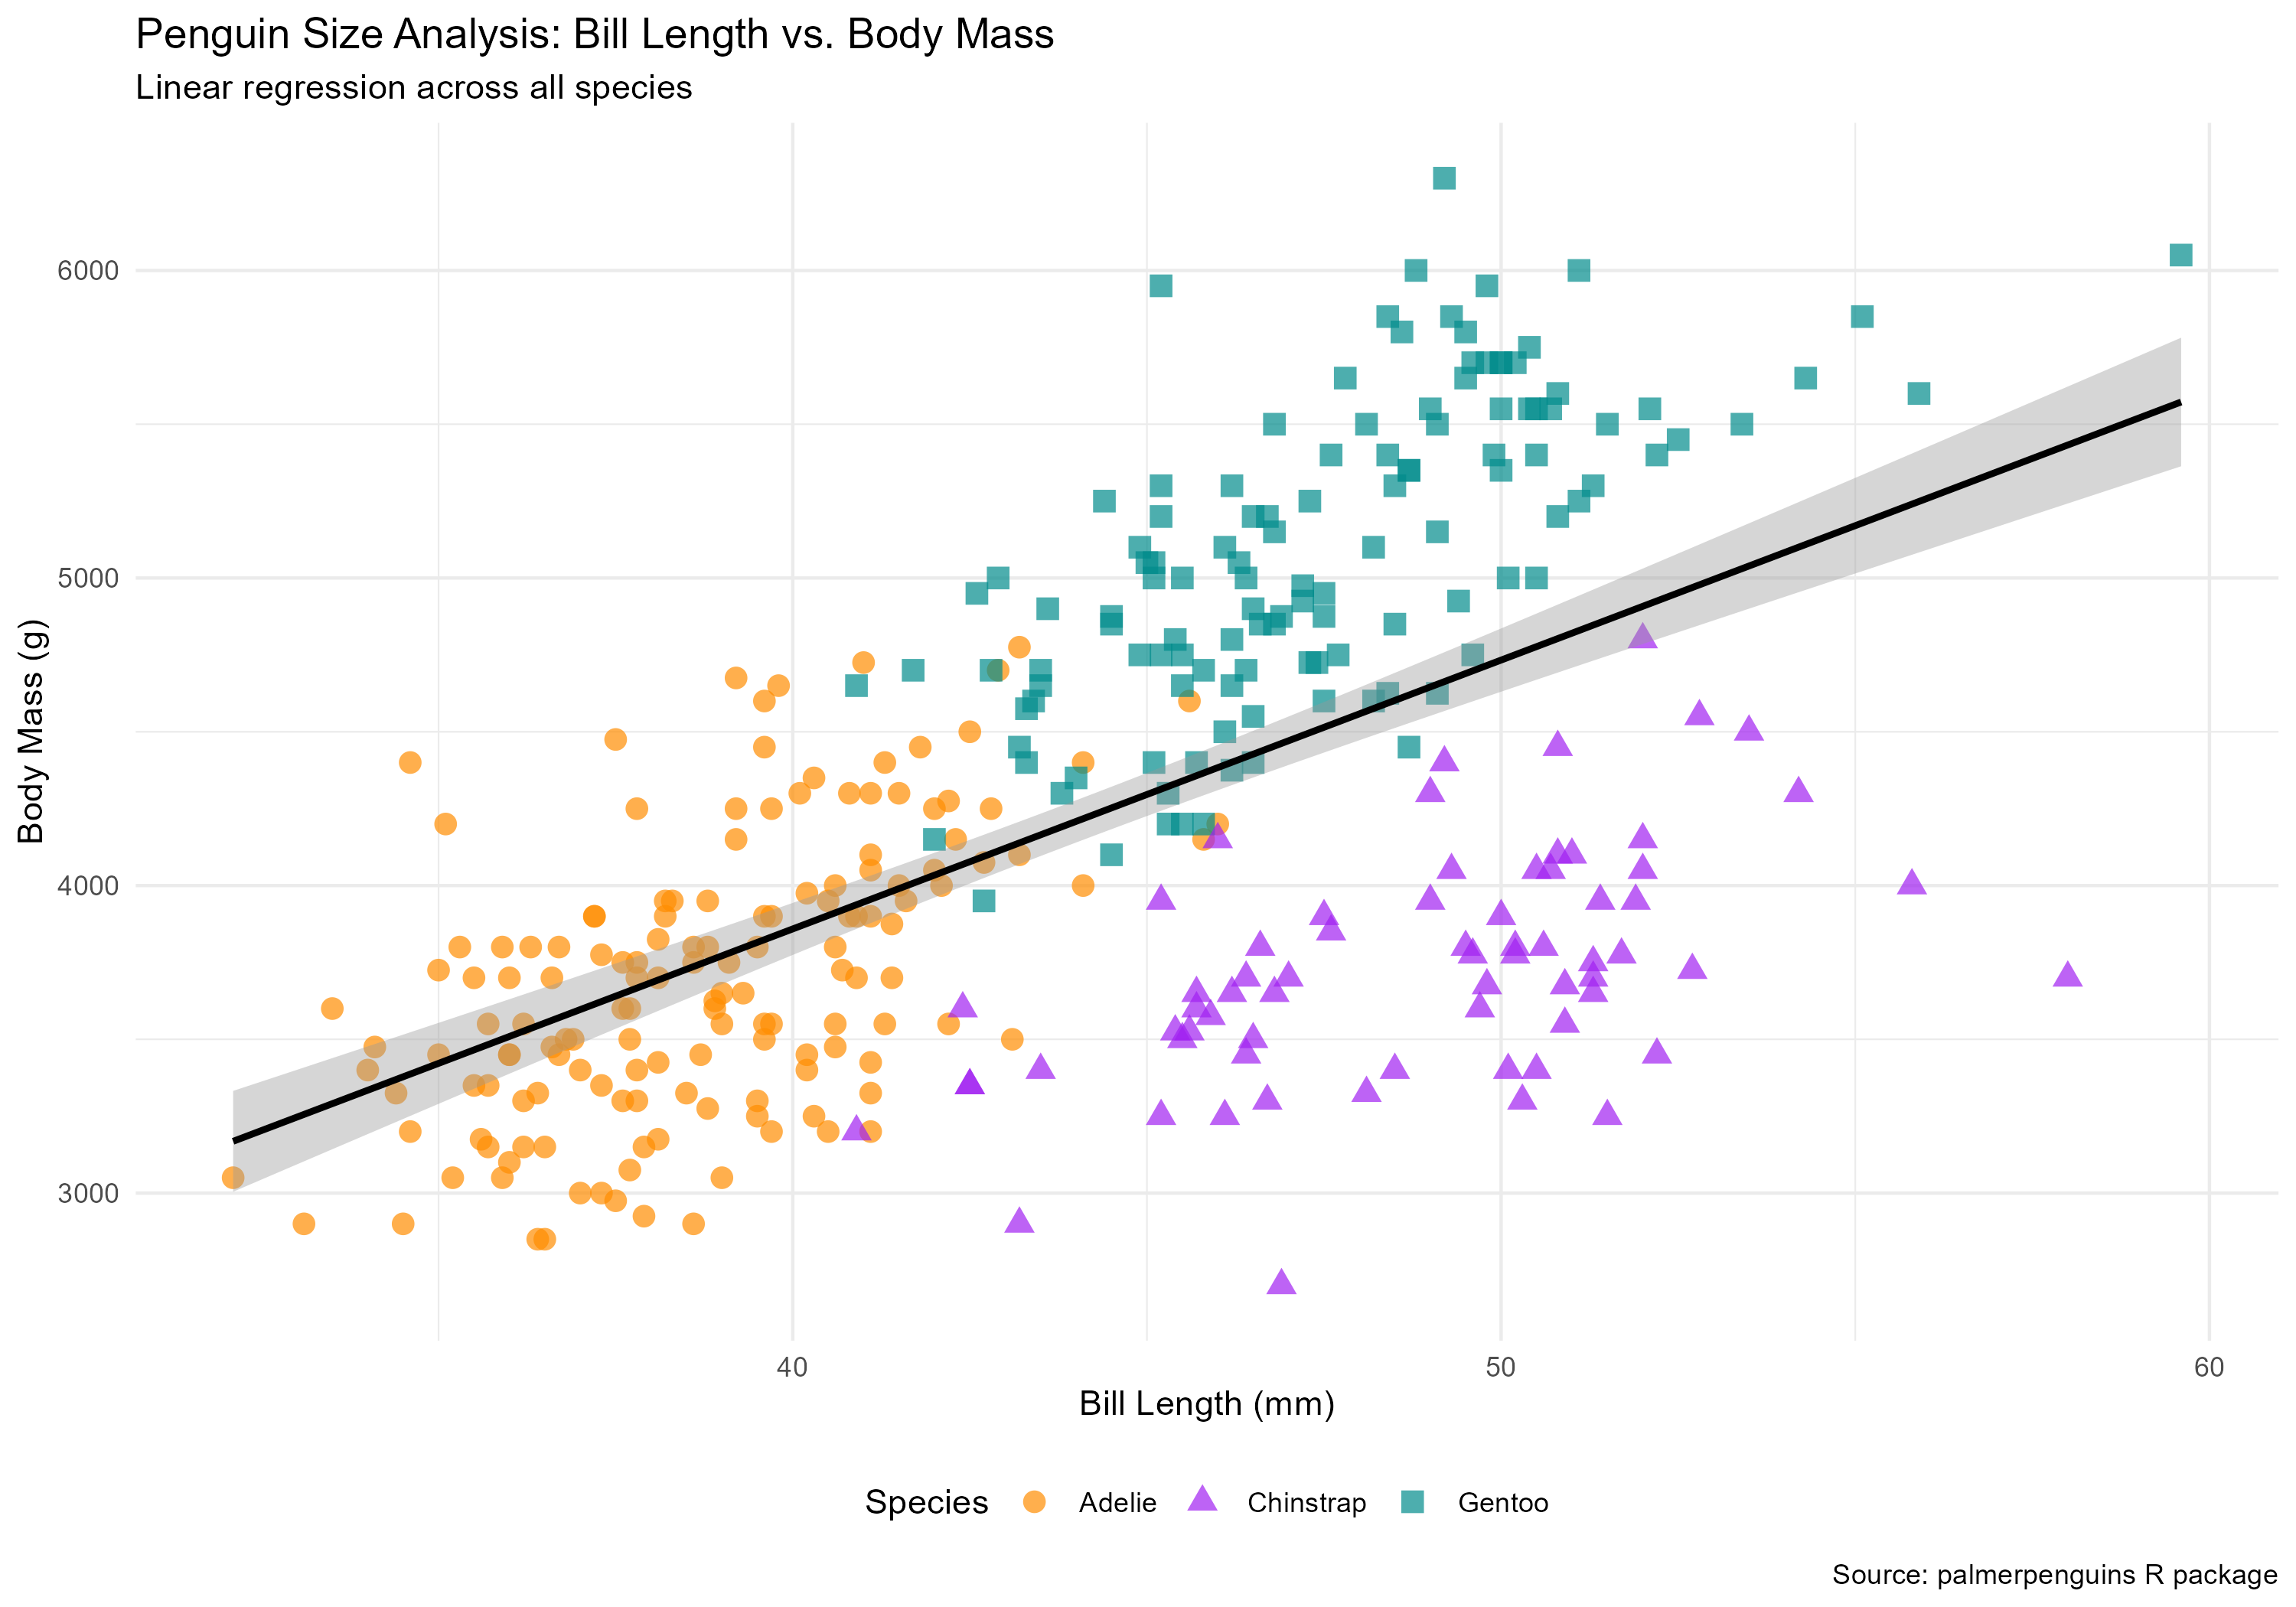 Penguin Size Analysis: Bill Length vs. Body Mass
Linear regression across all species
6000
5000
4000
3000
Body Mass (g)
40 50 60
Bill Length (mm)
Species Adelie Chinstrap Gentoo
Source: palmerpenguins R package